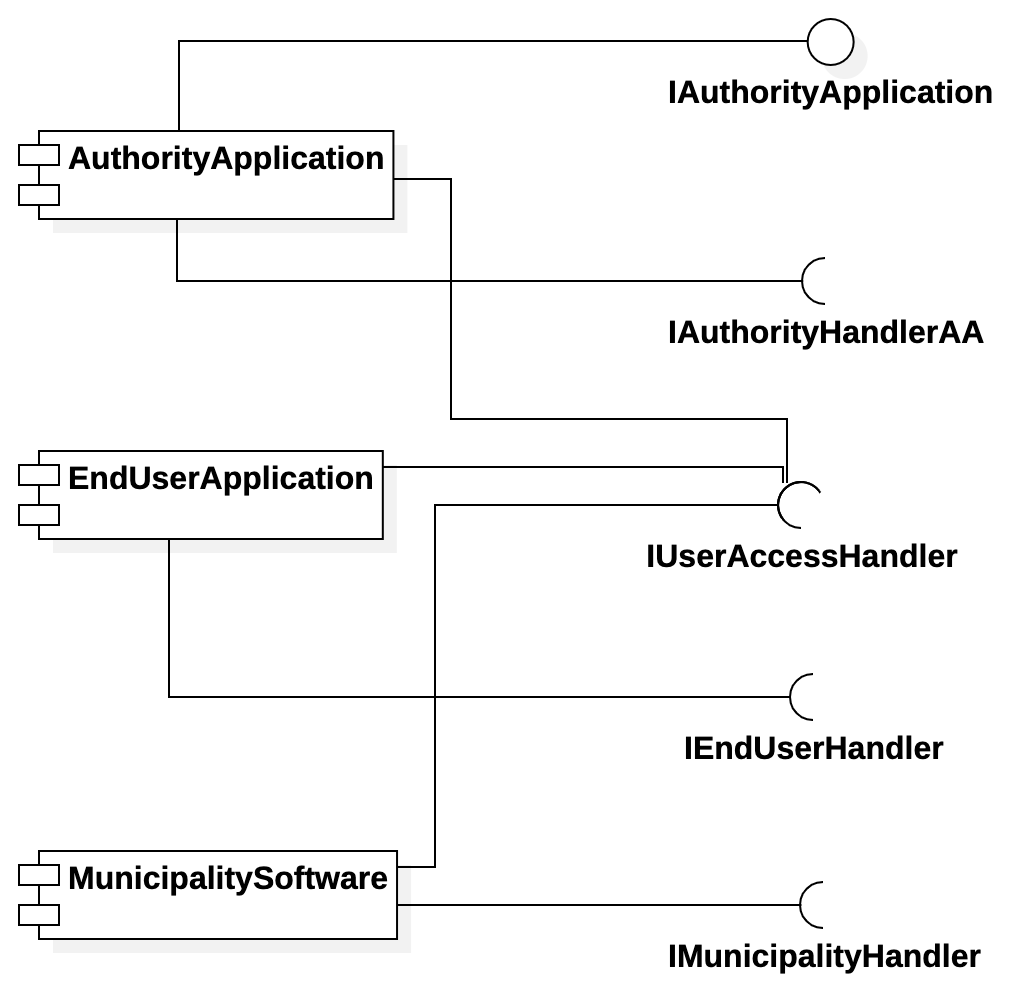 IAuthorityApplication
AuthorityApplication
IAuthorityHandlerAA
EndUserApplication
IUserAccessHandler
IEndUserHandler
MunicipalitySoftware
IMunicipalityHandler